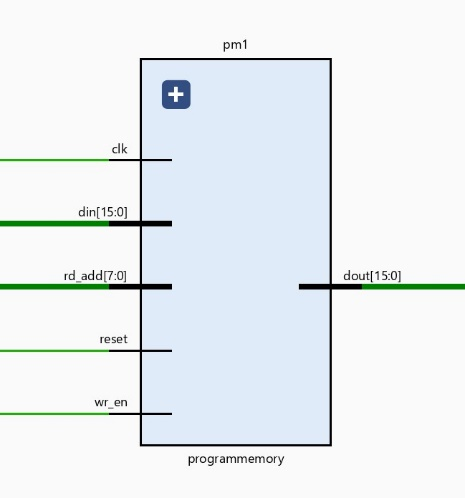 pm1
clk
din[15:0]
rd_add[7:0]
dout[15:0]
reset
wr_en
programmemory